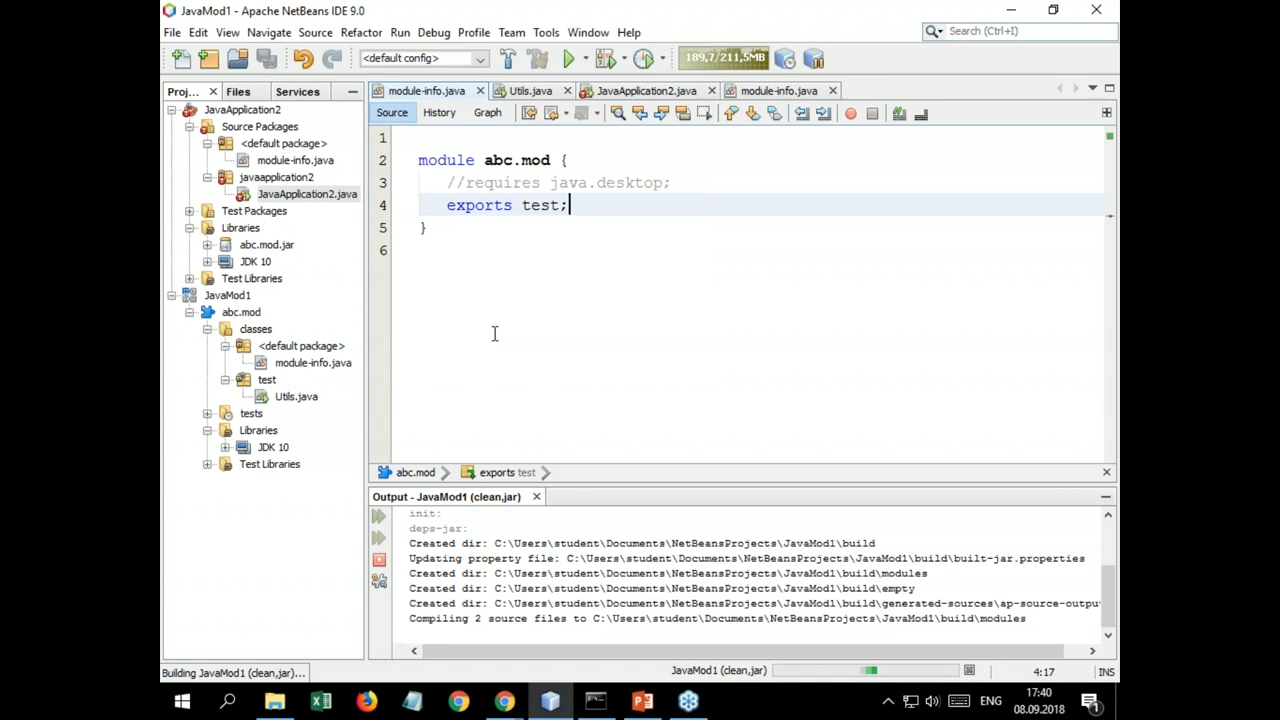 JavaMod1 - Apache NetBeans IDE 9.0
File Edit View Navigate Source Refactor Run Debug Profile Team Tools Window Help
Search (Ctrl+I)
<default config>
189,7/211,5MB
Proj... Files Services
module-info.java Utils.java JavaApplication2.java module-info.java
Source History Graph
JavaApplication2
Source Packages
<default package>
module-info.java
javaapplication2
JavaApplication2.java
Test Packages
Libraries
abc.mod.jar
JDK 10
Test Libraries
JavaMod1
abc.mod
classes
<default package>
module-info.java
test
Utils.java
tests
Libraries
JDK 10
Test Libraries
1
2 module abc.mod {
3 //requires java.desktop;
4 exports test;
5 }
6
abc.mod exports test
Output - JavaMod1 (clean,jar)
init:
deps-jar:
Created dir: C:\Users\student\Documents\NetBeansProjects\JavaMod1\build
Updating property file: C:\Users\student\Documents\NetBeansProjects\JavaMod1\build\built-jar.properties
Created dir: C:\Users\student\Documents\NetBeansProjects\JavaMod1\build\modules
Created dir: C:\Users\student\Documents\NetBeansProjects\JavaMod1\build\empty
Created dir: C:\Users\student\Documents\NetBeansProjects\JavaMod1\build\generated-sources\ap-source-outpu
Compiling 2 source files to C:\Users\student\Documents\NetBeansProjects\JavaMod1\build\modules
Building JavaMod1 (clean,jar)... JavaMod1 (clean,jar) 4:17 INS
ENG
17:40
08.09.2018
1